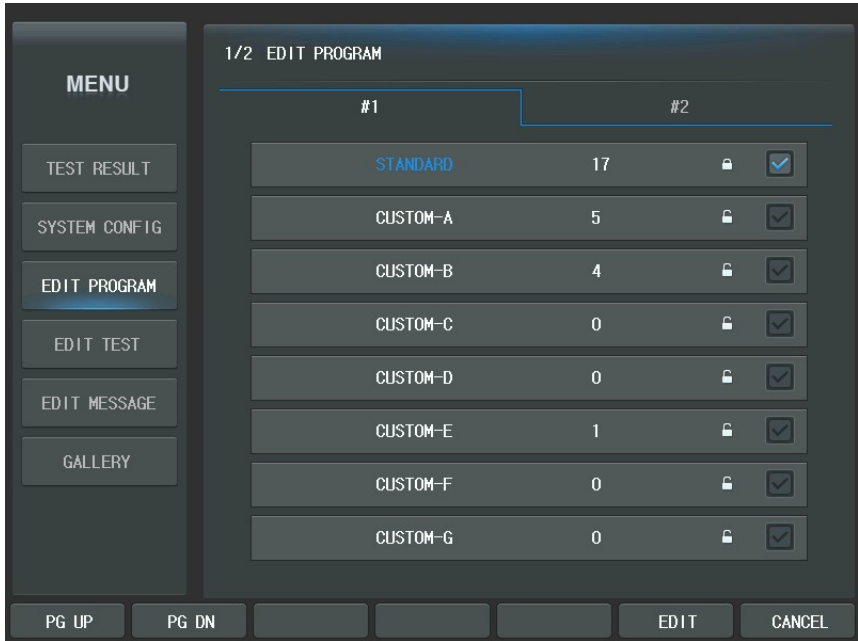 MENU
TEST RESULT
SYSTEM CONFIG
EDIT PROGRAM
EDIT TEST
EDIT MESSAGE
GALLERY
1/2 EDIT PROGRAM
#1 #2
STANDARD 17
CUSTOM-A 5
CUSTOM-B 4
CUSTOM-C 0
CUSTOM-D 0
CUSTOM-E 1
CUSTOM-F 0
CUSTOM-G 0
PG UP PG DN EDIT CANCEL